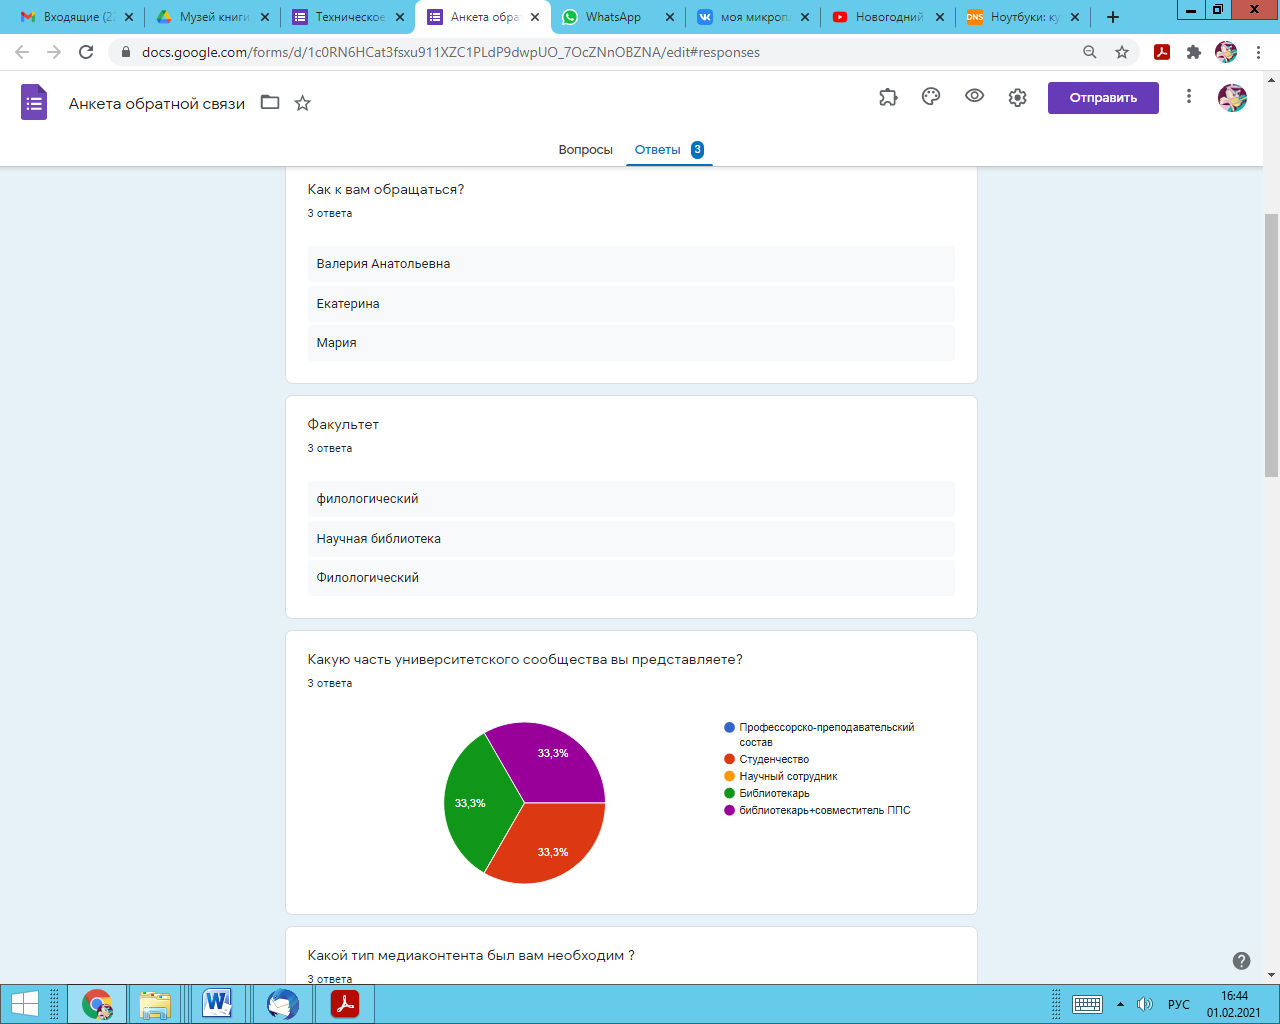 Входящие (2
Музей книги
Техническое
Анкета обра
WhatsApp
моя микроп
Новогодний
DNS
Ноутбуки: ку
docs.google.com/forms/d/1c0RN6HCat3fsxu911XZC1PLdP9dwpUO_7OcZNnOBZNA/edit#responses
Анкета обратной связи
Отправить
Вопросы
Ответы 3
Как к вам обращаться?
3 ответа
Валерия Анатольевна
Екатерина
Мария
Факультет
3 ответа
филологический
Научная библиотека
Филологический
Какую часть университетского сообщества вы представляете?
3 ответа
33,3%
33,3%
33,3%
Профессорско-преподавательский
состав
Студенчество
Научный сотрудник
Библиотекарь
библиотекарь+совместитель ППС
Какой тип медиаконтента был вам необходим ?
3 ответа
РУС
16:44
01.02.2021